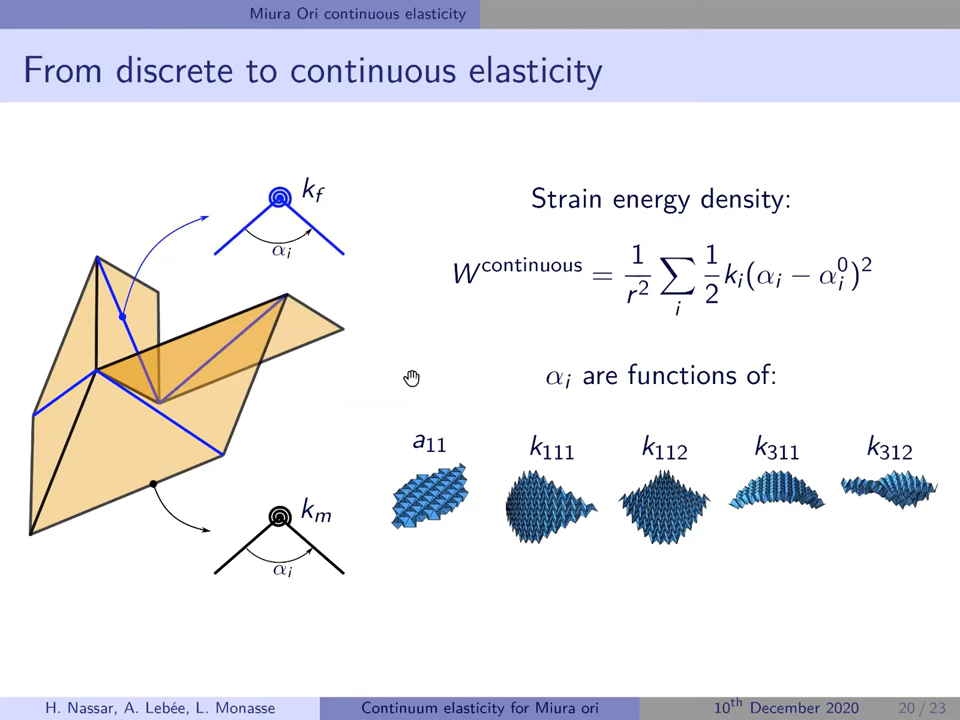 Miura Ori continuous elasticity
From discrete to continuous elasticity
k_f
α_i
k_m
α_i
Strain energy density:
W^continuous = 1/r^2 ∑_i 1/2 k_i(α_i − α_i^0)^2
α_i are functions of:
a_11 k_111 k_112 k_311 k_312
H. Nassar, A. Lebée, L. Monasse Continuum elasticity for Miura ori 10th December 2020 20 / 23